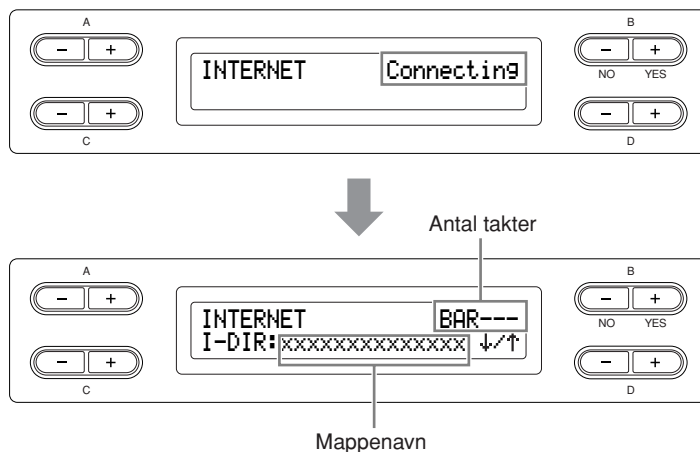 A B
- + INTERNET Connecting - +
NO YES
- + - +
C D
Antal takter
A B
- + INTERNET BAR--- - +
I-DIR:xxxxxxxxxxxxxx ↓/↑ NO YES
- + - +
C D
Mappenavn